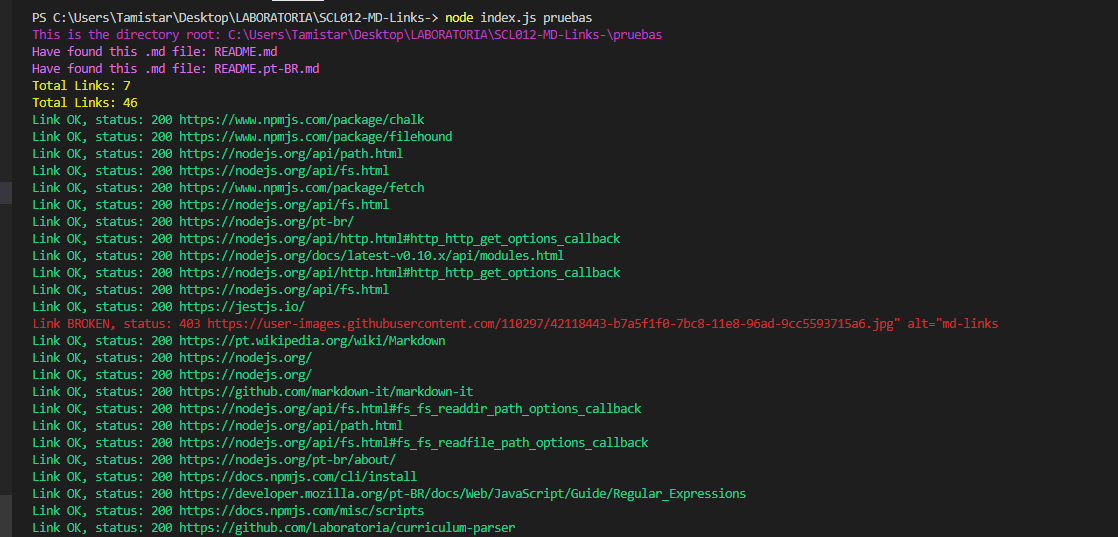 PS C:\Users\Tamistar\Desktop\LABORATORIA\SCL012-MD-Links-> node index.js pruebas
This is the directory root: C:\Users\Tamistar\Desktop\LABORATORIA\SCL012-MD-Links-\pruebas
Have found this .md file: README.md
Have found this .md file: README.pt-BR.md
Total Links: 7
Total Links: 46
Link OK, status: 200 https://www.npmjs.com/package/chalk
Link OK, status: 200 https://www.npmjs.com/package/filehound
Link OK, status: 200 https://nodejs.org/api/path.html
Link OK, status: 200 https://nodejs.org/api/fs.html
Link OK, status: 200 https://www.npmjs.com/package/fetch
Link OK, status: 200 https://nodejs.org/api/fs.html
Link OK, status: 200 https://nodejs.org/pt-br/
Link OK, status: 200 https://nodejs.org/api/http.html#http_http_get_options_callback
Link OK, status: 200 https://nodejs.org/docs/latest-v0.10.x/api/modules.html
Link OK, status: 200 https://nodejs.org/api/http.html#http_http_get_options_callback
Link OK, status: 200 https://nodejs.org/api/fs.html
Link OK, status: 200 https://jestjs.io/
Link BROKEN, status: 403 https://user-images.githubusercontent.com/110297/42118443-b7a5f1f0-7bc8-11e8-96ad-9cc5593715a6.jpg" alt="md-links
Link OK, status: 200 https://pt.wikipedia.org/wiki/Markdown
Link OK, status: 200 https://nodejs.org/
Link OK, status: 200 https://nodejs.org/
Link OK, status: 200 https://github.com/markdown-it/markdown-it
Link OK, status: 200 https://nodejs.org/api/fs.html#fs_fs_readdir_path_options_callback
Link OK, status: 200 https://nodejs.org/api/path.html
Link OK, status: 200 https://nodejs.org/api/fs.html#fs_fs_readfile_path_options_callback
Link OK, status: 200 https://nodejs.org/pt-br/about/
Link OK, status: 200 https://docs.npmjs.com/cli/install
Link OK, status: 200 https://developer.mozilla.org/pt-BR/docs/Web/JavaScript/Guide/Regular_Expressions
Link OK, status: 200 https://docs.npmjs.com/misc/scripts
Link OK, status: 200 https://github.com/Laboratoria/curriculum-parser